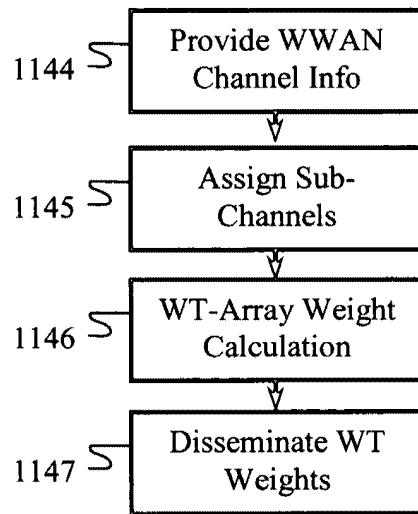 Provide WWAN
Channel Info
1144
Assign Sub-
Channels
1145
WT-Array Weight
Calculation
1146
Disseminate WT
Weights
1147